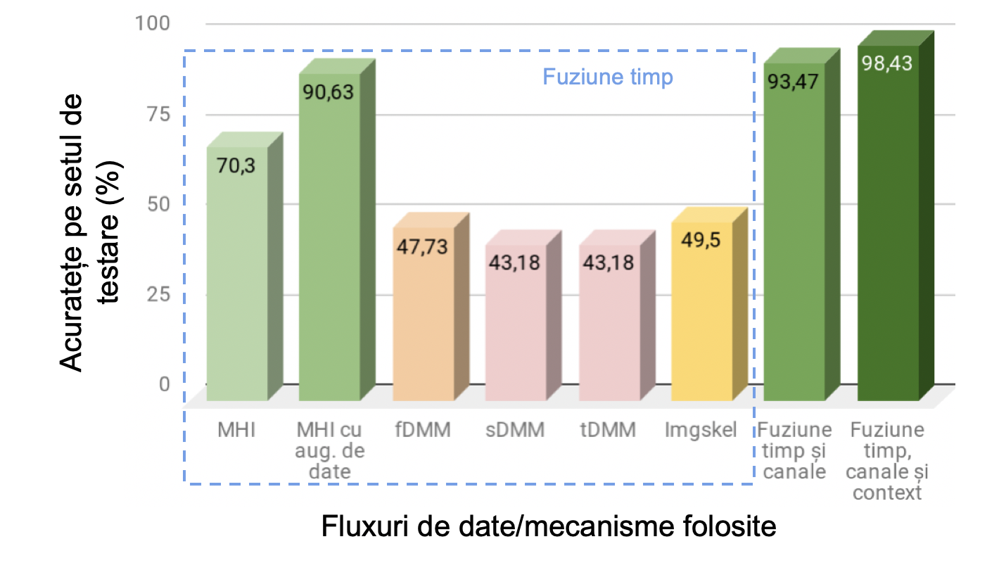 100
75
50
25
0
Acuratețe pe setul de
testare (%)
Fuziune timp
70,3
90,63
47,73
43,18
43,18
49,5
93,47
98,43
MHI
MHI cu
aug. de
date
fDMM
sDMM
tDMM
Imgskel
Fuziune
timp și
canale
Fuziune
timp,
canale și
context
Fluxuri de date/mecanisme folosite